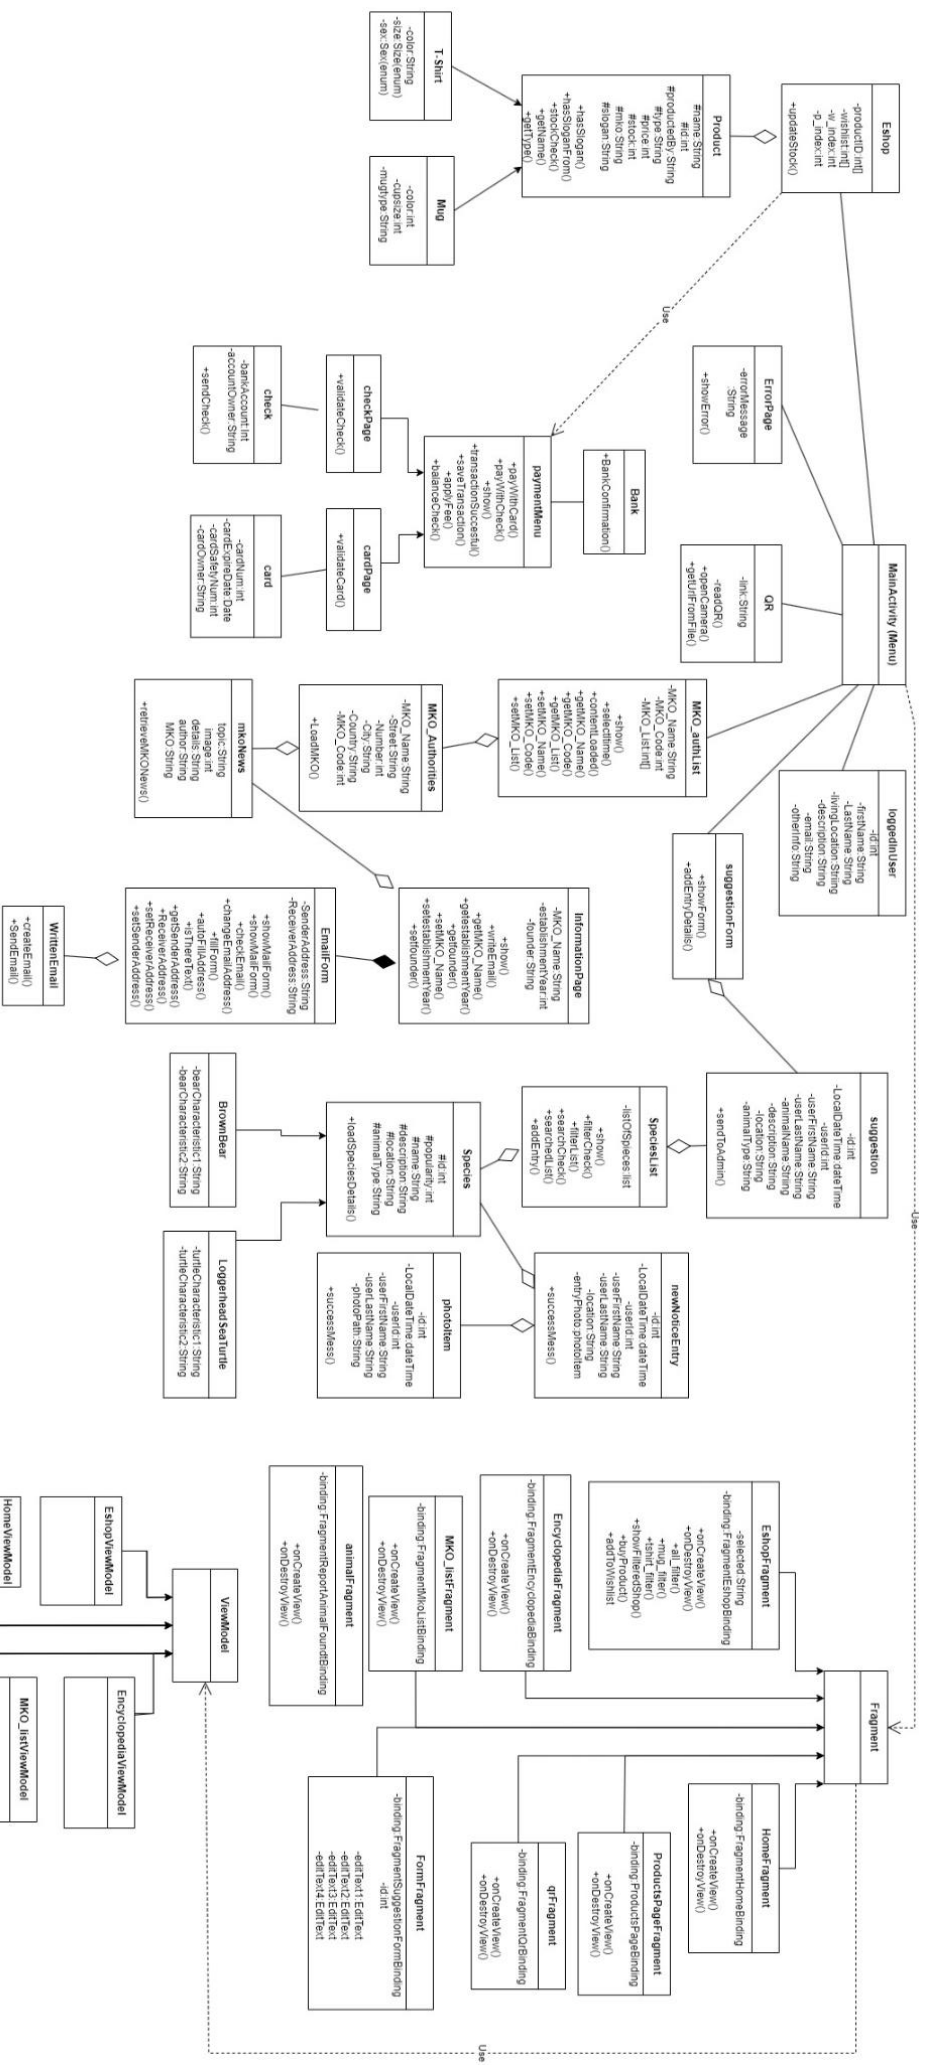 Eshop
-productID:int[]
-wishlist:int[]
-w_index:int
-p_index:int
+updateStock()
Product
#name:String
#id:int
#productedBy:String
#type:String
#price:int
#stock:int
#mko:String
#slogan:String
+hasSlogan()
+hasSloganFrom()
+stockCheck()
+getName()
+getType()
T-Shirt
-color:String
-size:Size(enum)
-sex:Sex(enum)
Mug
-color:int
-cupsize:int
-mugtype:String
Use
ErrorPage
-errorMessage
:String
+showError()
Bank
+BankConfirmation()
paymentMenu
+payWithCard()
+payWithCheck()
+show()
+transactionSuccesful()
+saveTransaction()
+applyFee()
+balanceCheck()
checkPage
+validateCheck()
check
-bankAccount:Int
-accountOwner:String
+sendCheck()
cardPage
+validateCard()
card
-cardNum:int
-cardExpireDate:Date
-cardSafetyNum:int
-cardOwner:String
MainActivity (Menu)
QR
-link:String
-readQR()
+openCamera()
+getUrlFromFile()
MKO_authList
-MKO_Name:String
-MKO_Code:int
-MKO_List:int[]
+show()
+selectitime()
+contentLoaded()
+getMKO_Name()
+getMKO_Code()
+getMKO_List()
+setMKO_Name()
+setMKO_Code()
+setMKO_List()
MKO_Authorities
-MKO_Name:String
-Street:String
-Number:int
-City:String
-Country:String
-MKO_Code:int
+LoadMKO()
mkoNews
topic:String
image:int
details:String
author:String
MKO:String
+retrieveMKONews()
loggedInUser
-id:int
-firstName:String
-LastName:String
-livingLocation:String
-description:String
-email:String
-otherInfo:String
suggestionForm
+showForm()
+addEntryDetails()
InformationPage
-MKO_Name:String
-establishmentYear:int
-founder:String
+show()
+writeEmail()
+getMKO_Name()
+getestablishmentYear()
+getfounder()
+setMKO_Name()
+setestablishmentYear()
+setfounder()
EmailForm
-SenderAddress:String
-ReceiverAddress:String
+showMailForm()
+showMailForm()
+checkEmail()
+changeEmailAddress()
+fillForm()
+autoFillAddress()
+isThereText()
+getSenderAddress()
+ReceiverAddress()
+setReceiverAddress()
+setSenderAddress()
WrittenEmail
+createEmail()
+SendEmail()
suggestion
-id:int
-LocalDateTime:dateTime
-userId:int
-userFirstName:String
-userLastName:String
-animalName:String
-description:String
-location:String
-animalType:String
+sendToAdmin()
SpeciesList
-listOfSpecies:list
+show()
+filterCheck()
+filterList()
+searchCheck()
+searchedList()
+addEntry()
Species
#id:int
#popularity:int
#name:String
#description:String
#location:String
#animalType:String
+loadSpeciesDetails()
BrownBear
-bearCharacteristic1:String
-bearCharacteristic2:String
LoggerheadSeaTurtle
-turtleCharacteristic1:String
-turtleCharacteristic2:String
newNoticeEntry
-id:int
-LocalDateTime:dateTime
-userId:int
-userFirstName:String
-userLastName:String
-location:String
-entryPhoto:photoItem
+successMess()
photoItem
-id:int
-LocalDateTime:dateTime
-userId:int
-userFirstName:String
-userLastName:String
-photoPath:String
+successMess()
Use
Fragment
EshopFragment
-selected:String
-binding:FragmentEshopBinding
+onCreateView()
+onDestroyView()
+all_filter()
+mug_filter()
+tshirt_filter()
+showFilteredShop()
+buyProduct()
+addToWishlist
EncyclopediaFragment
-binding:FragmentEncyclopediaBinding
+onCreateView()
+onDestroyView()
MKO_listFragment
-binding:FragmentMkoListBinding
+onCreateView()
+onDestroyView()
animalFragment
-binding:FragmentReportAnimalFoundtBinding
+onCreateView()
+onDestroyView()
HomeFragment
-binding:FragmentHomeBinding
+onCreateView()
+onDestroyView()
ProductsPageFragment
-binding:ProductsPageBinding
+onCreateView()
+onDestroyView()
qrFragment
-binding:FragmentQrBinding
+onCreateView()
+onDestroyView()
FormFragment
-binding:FragmentSuggestionFormBinding
-id:int
-editText1:EditText
-editText2:EditText
-editText3:EditText
-editText4:EditText
Use
ViewModel
EshopViewModel
HomeViewModel
EncyclopediaViewModel
MKO_listViewModel